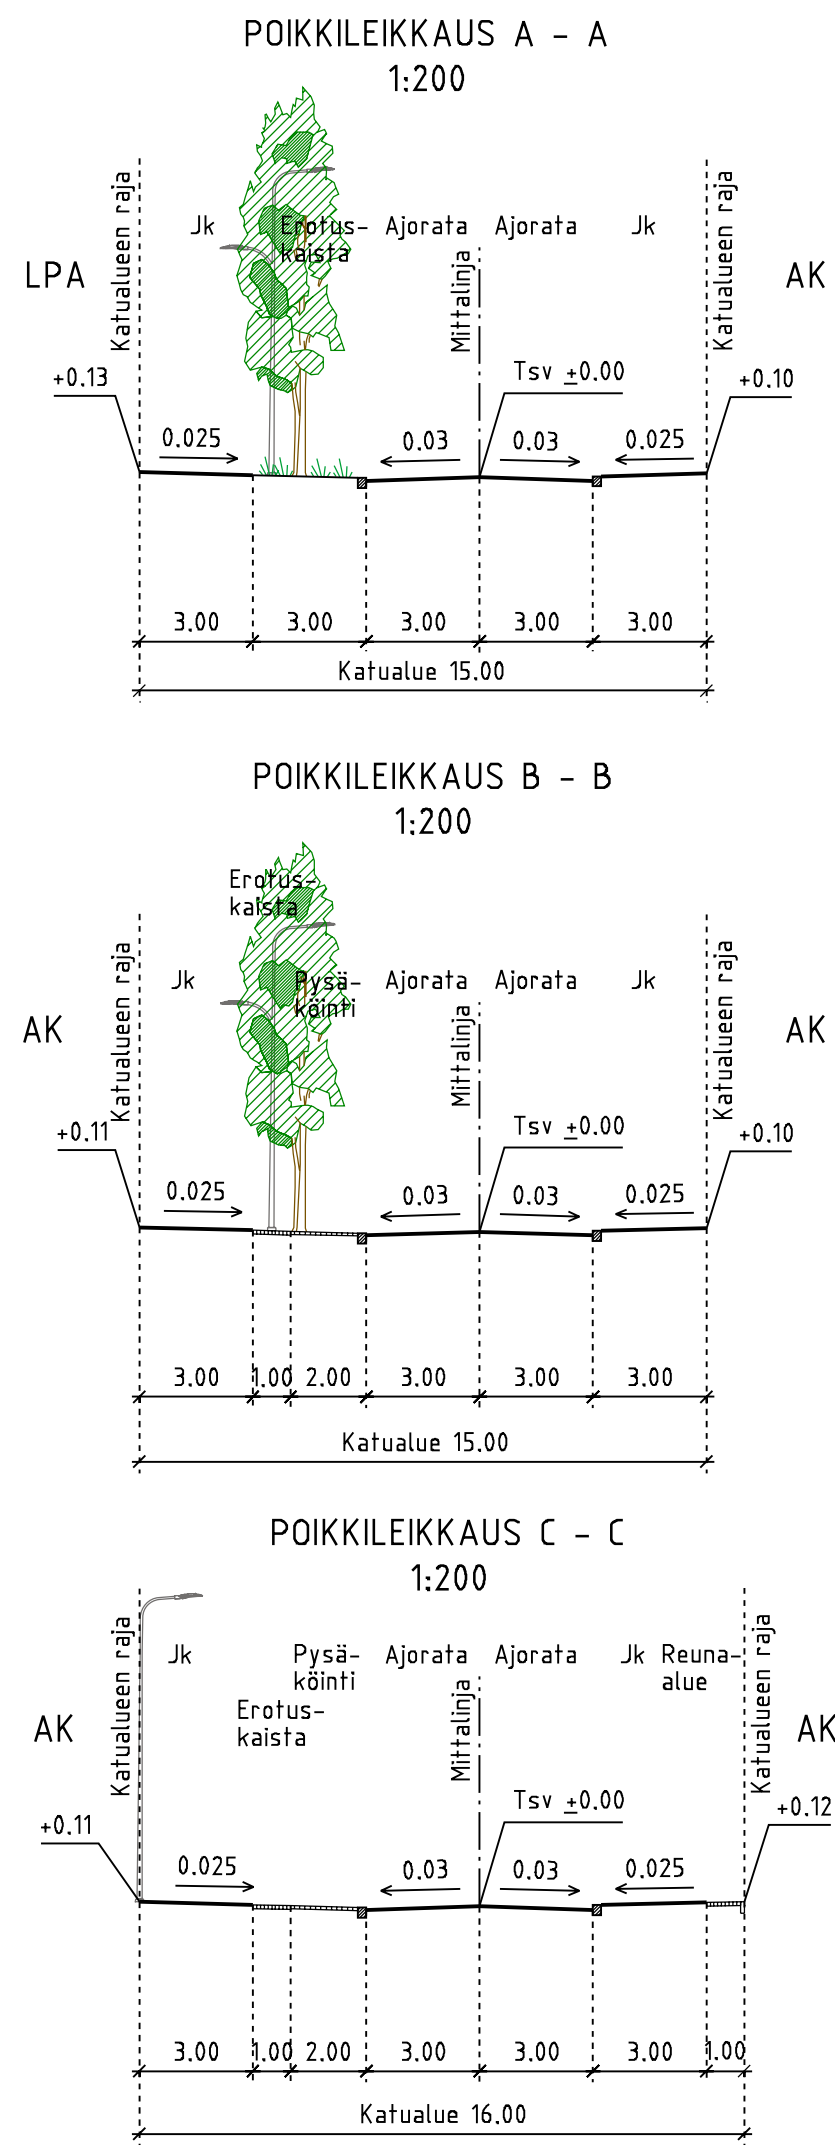 POIKKILEIKKAUS A - A
1:200
Katualueen raja
Jk
Erotus-
kaista
Ajorata
Ajorata
Jk
Katualueen raja
LPA
Mittalinja
AK
+0.13
Tsv ±0.00
+0.10
0.025
0.03
0.03
0.025
3.00
3.00
3.00
3.00
3.00
Katualue 15.00
POIKKILEIKKAUS B - B
1:200
Erotus-
kaista
Katualueen raja
Jk
Pysä-
köinti
Ajorata
Ajorata
Jk
Katualueen raja
AK
Mittalinja
AK
+0.11
Tsv ±0.00
+0.10
0.025
0.03
0.03
0.025
3.00
1.00
2.00
3.00
3.00
3.00
Katualue 15.00
POIKKILEIKKAUS C - C
1:200
Katualueen raja
Jk
Pysä-
köinti
Ajorata
Ajorata
Jk
Reuna-
alue
Katualueen raja
Erotus-
kaista
AK
Mittalinja
AK
+0.11
Tsv ±0.00
+0.12
0.025
0.03
0.03
0.025
3.00
1.00
2.00
3.00
3.00
3.00
1.00
Katualue 16.00